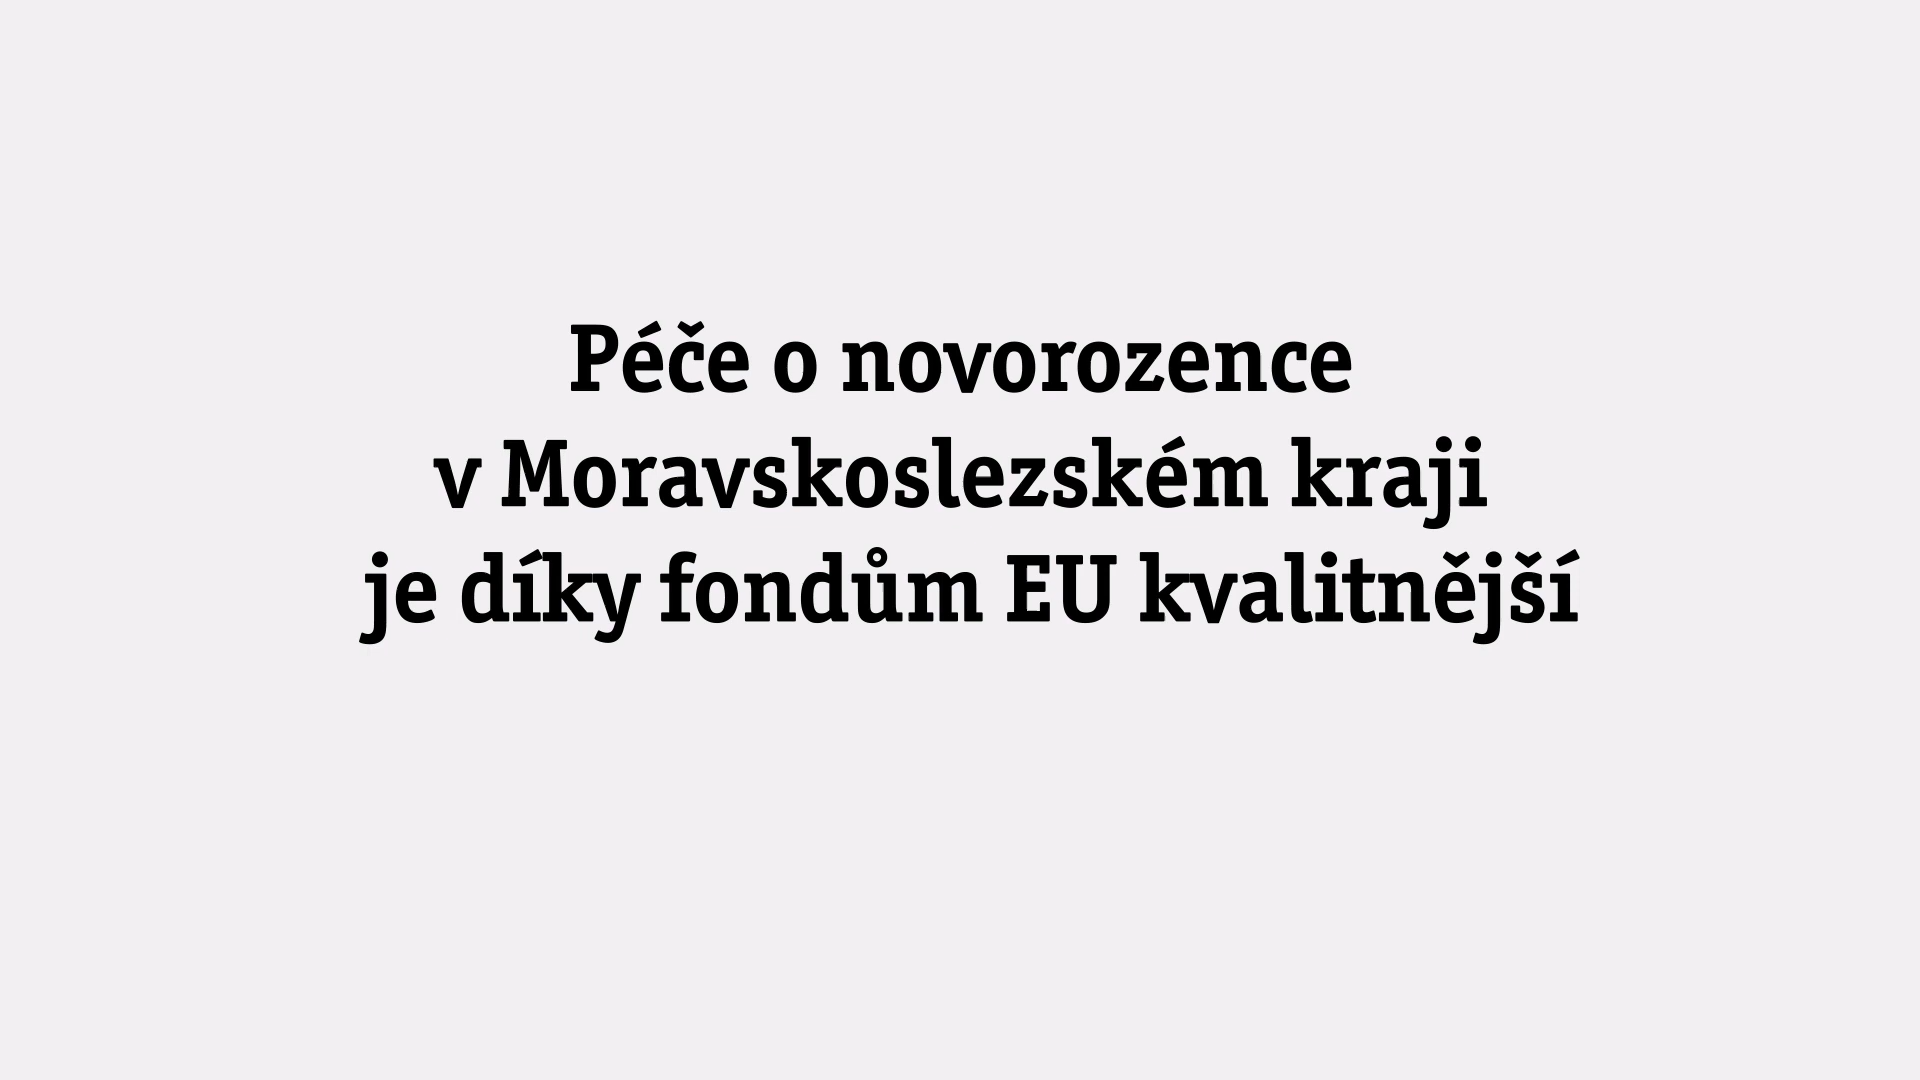 Péče o novorozence
v Moravskoslezském kraji
je díky fondům EU kvalitnější